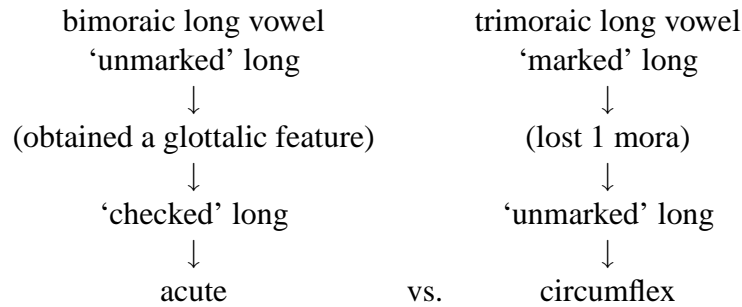 bimoraic long vowel trimoraic long vowel
‘unmarked’ long ‘marked’ long
↓ ↓
(obtained a glottalic feature) (lost 1 mora)
↓ ↓
‘checked’ long ‘unmarked’ long
↓ ↓
acute vs. circumflex